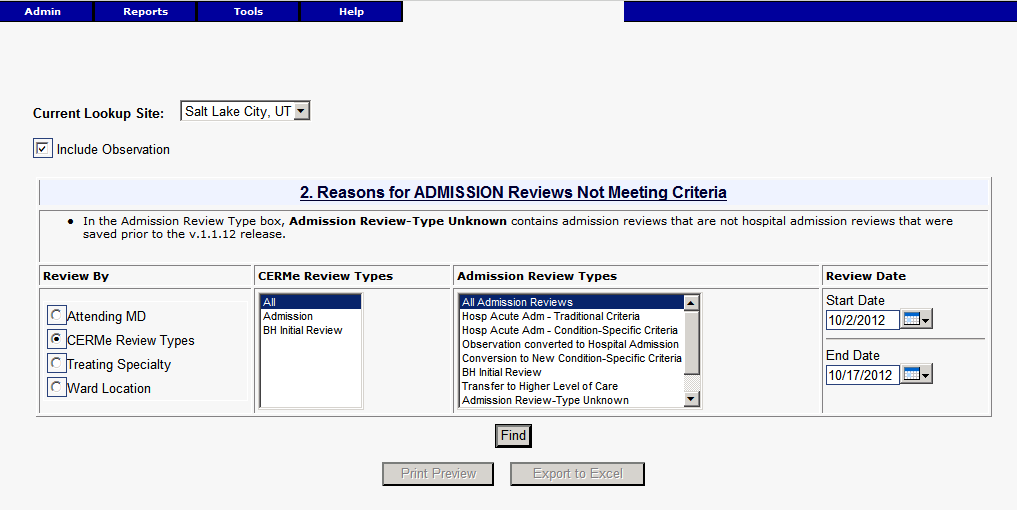 Admin Reports Tools Help
Current Lookup Site: Salt Lake City, UT
Include Observation
2. Reasons for ADMISSION Reviews Not Meeting Criteria
• In the Admission Review Type box, Admission Review-Type Unknown contains admission reviews that are not hospital admission reviews that were
saved prior to the v.1.1.12 release.
Review By
CERMe Review Types
Admission Review Types
Review Date
Attending MD
CERMe Review Types
Treating Specialty
Ward Location
All
Admission
BH Initial Review
All Admission Reviews
Hosp Acute Adm - Traditional Criteria
Hosp Acute Adm - Condition-Specific Criteria
Observation converted to Hospital Admission
Conversion to New Condition-Specific Criteria
BH Initial Review
Transfer to Higher Level of Care
Admission Review-Type Unknown
Start Date
10/2/2012
End Date
10/17/2012
Find
Print Preview
Export to Excel